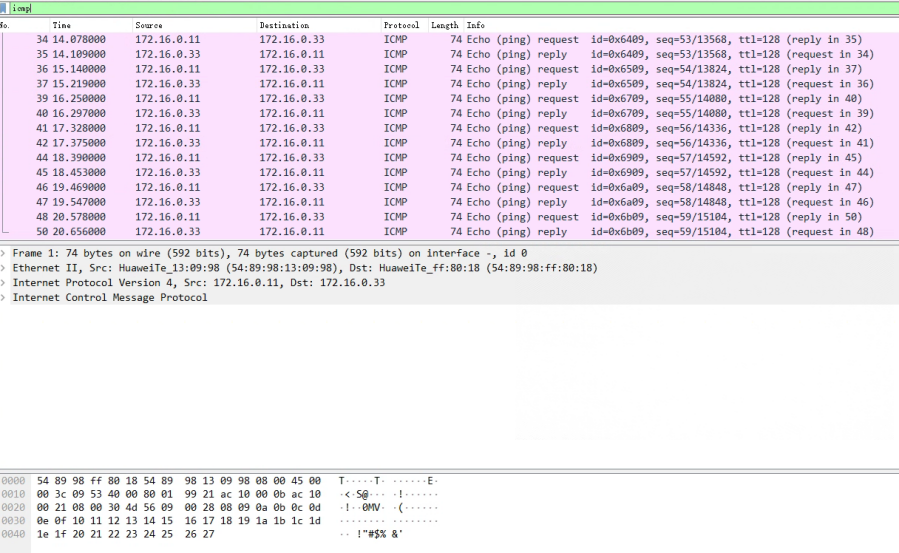 icmp
No. Time Source Destination Protocol Length Info
34 14.078000 172.16.0.11 172.16.0.33 ICMP 74 Echo (ping) request id=0x6409, seq=53/13568, ttl=128 (reply in 35)
35 14.109000 172.16.0.33 172.16.0.11 ICMP 74 Echo (ping) reply id=0x6409, seq=53/13568, ttl=128 (request in 34)
36 15.140000 172.16.0.11 172.16.0.33 ICMP 74 Echo (ping) request id=0x6509, seq=54/13824, ttl=128 (reply in 37)
37 15.219000 172.16.0.33 172.16.0.11 ICMP 74 Echo (ping) reply id=0x6509, seq=54/13824, ttl=128 (request in 36)
39 16.250000 172.16.0.11 172.16.0.33 ICMP 74 Echo (ping) request id=0x6709, seq=55/14080, ttl=128 (reply in 40)
40 16.297000 172.16.0.33 172.16.0.11 ICMP 74 Echo (ping) reply id=0x6709, seq=55/14080, ttl=128 (request in 39)
41 17.328000 172.16.0.11 172.16.0.33 ICMP 74 Echo (ping) request id=0x6809, seq=56/14336, ttl=128 (reply in 42)
42 17.375000 172.16.0.33 172.16.0.11 ICMP 74 Echo (ping) reply id=0x6809, seq=56/14336, ttl=128 (request in 41)
44 18.390000 172.16.0.11 172.16.0.33 ICMP 74 Echo (ping) request id=0x6909, seq=57/14592, ttl=128 (reply in 45)
45 18.453000 172.16.0.33 172.16.0.11 ICMP 74 Echo (ping) reply id=0x6909, seq=57/14592, ttl=128 (request in 44)
46 19.469000 172.16.0.11 172.16.0.33 ICMP 74 Echo (ping) request id=0x6a09, seq=58/14848, ttl=128 (reply in 47)
47 19.547000 172.16.0.33 172.16.0.11 ICMP 74 Echo (ping) reply id=0x6a09, seq=58/14848, ttl=128 (request in 46)
48 20.578000 172.16.0.11 172.16.0.33 ICMP 74 Echo (ping) request id=0x6b09, seq=59/15104, ttl=128 (reply in 50)
50 20.656000 172.16.0.33 172.16.0.11 ICMP 74 Echo (ping) reply id=0x6b09, seq=59/15104, ttl=128 (request in 48)
Frame 1: 74 bytes on wire (592 bits), 74 bytes captured (592 bits) on interface -, id 0
Ethernet II, Src: HuaweiTe_13:09:98 (54:89:98:13:09:98), Dst: HuaweiTe_ff:80:18 (54:89:98:ff:80:18)
Internet Protocol Version 4, Src: 172.16.0.11, Dst: 172.16.0.33
Internet Control Message Protocol
0000 54 89 98 ff 80 18 54 89 98 13 09 98 08 00 45 00 T·····T· ······E·
0010 00 3c 09 53 40 00 80 01 99 21 ac 10 00 0b ac 10 ·<·S@··· ·!······
0020 00 21 08 00 30 4d 56 09 00 28 08 09 0a 0b 0c 0d ·!··0MV· ·(······
0030 0e 0f 10 11 12 13 14 15 16 17 18 19 1a 1b 1c 1d ········ ········
0040 1e 1f 20 21 22 23 24 25 26 27 ·· !"#$% &'